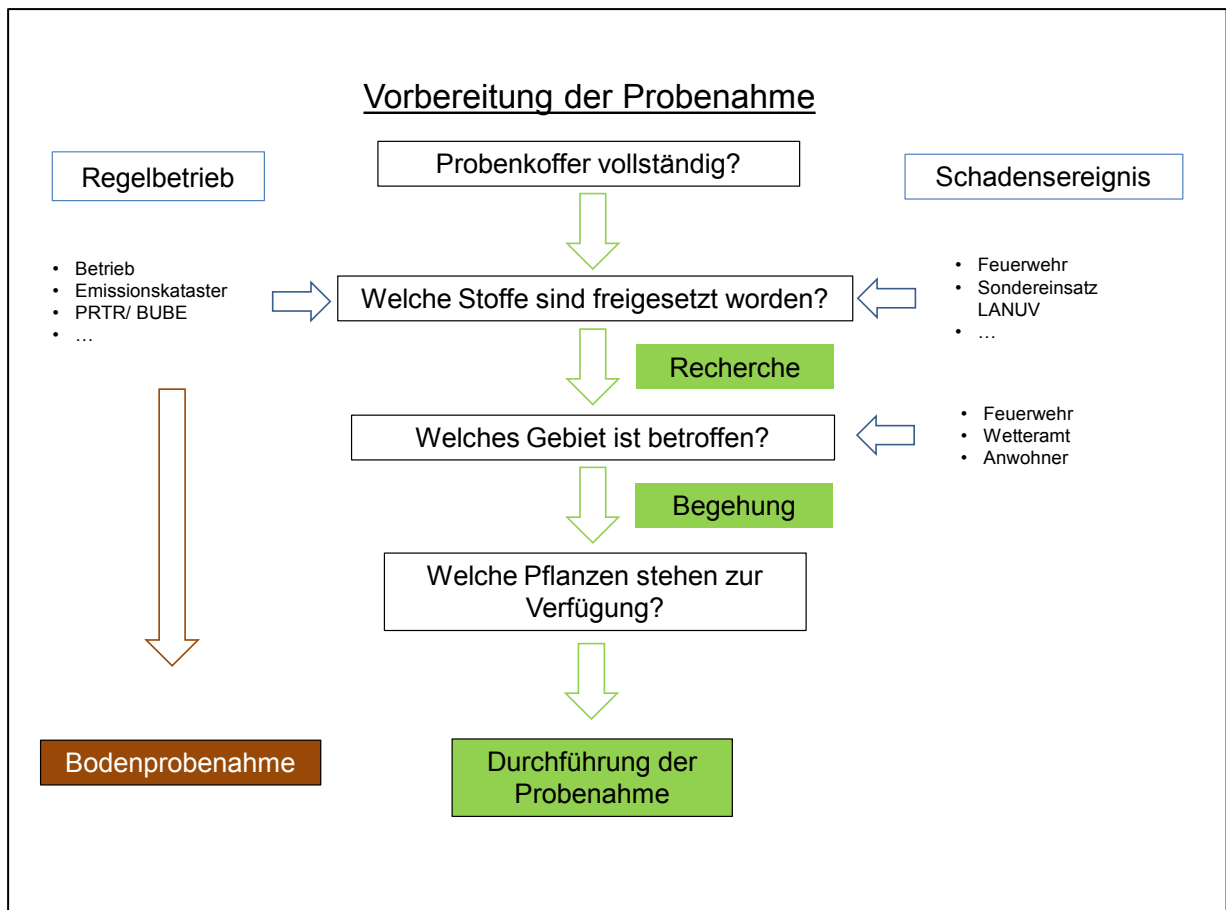 Vorbereitung der Probenahme
Regelbetrieb
Probenkoffer vollständig?
Schadensereignis
• Betrieb
• Emissionskataster
• PRTR/ BUBE
• …
Welche Stoffe sind freigesetzt worden?
• Feuerwehr
• Sondereinsatz
LANUV
• …
Recherche
Welches Gebiet ist betroffen?
• Feuerwehr
• Wetteramt
• Anwohner
Begehung
Welche Pflanzen stehen zur
Verfügung?
Bodenprobenahme
Durchführung der
Probenahme